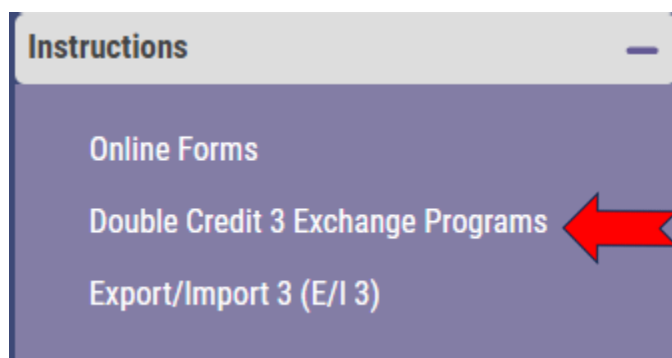 Instructions
Online Forms
Double Credit 3 Exchange Programs
Export/Import 3 (E/I 3)